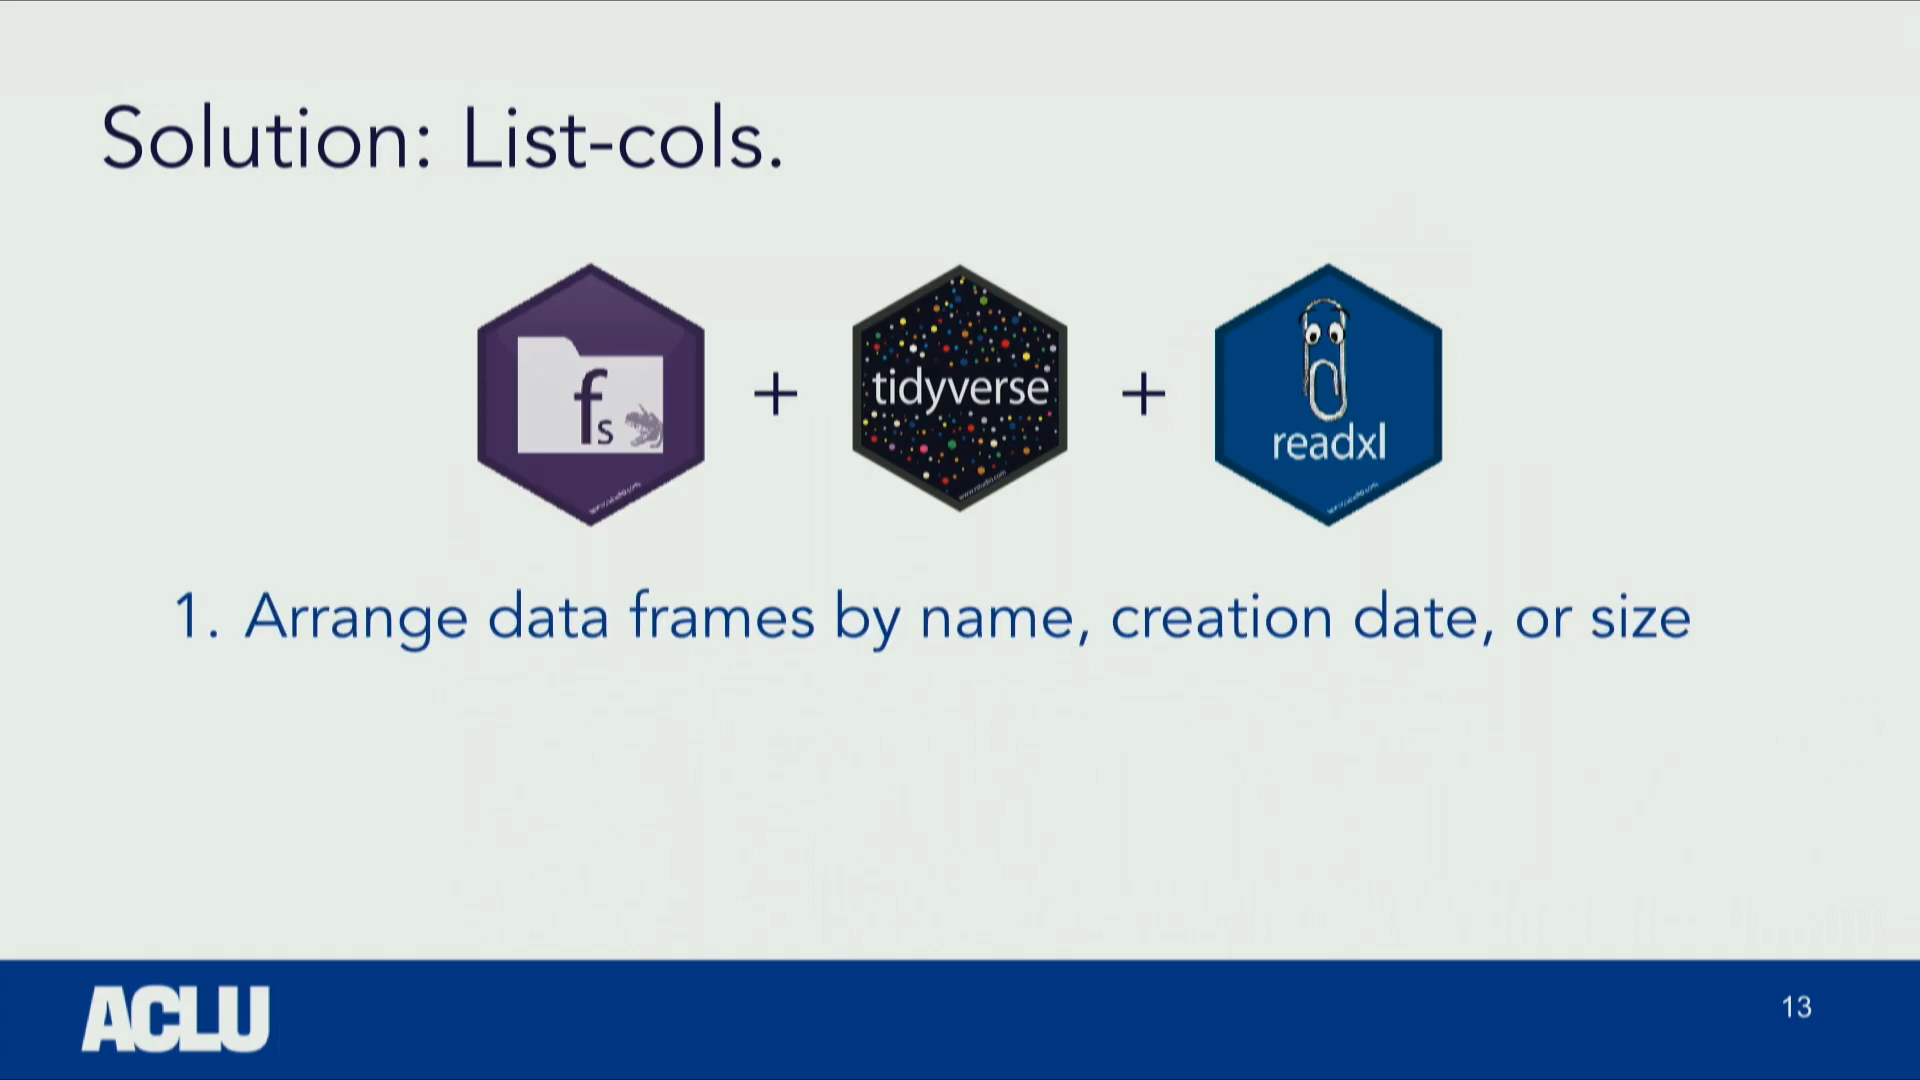 Solution: List-cols.
fs
+
tidyverse
+
readxl
1. Arrange data frames by name, creation date, or size
ACLU
13